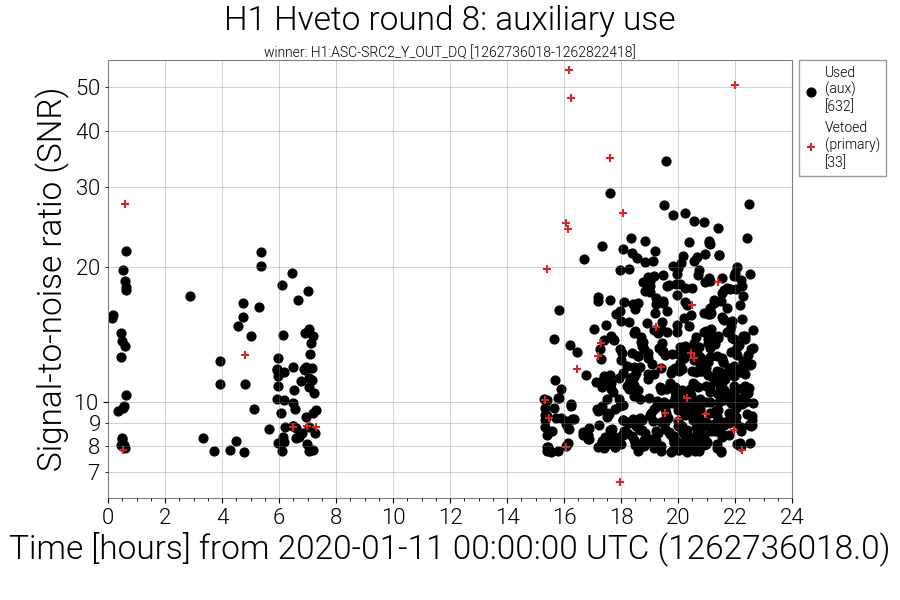 H1 Hveto round 8: auxiliary use
winner: H1:ASC-SRC2_Y_OUT_DQ [1262736018-1262822418]
Signal-to-noise ratio (SNR)
50
40
30
20
10
9
8
7
0 2 4 6 8 10 12 14 16 18 20 22 24
Time [hours] from 2020-01-11 00:00:00 UTC (1262736018.0)
Used
(aux)
[632]
Vetoed
(primary)
[33]